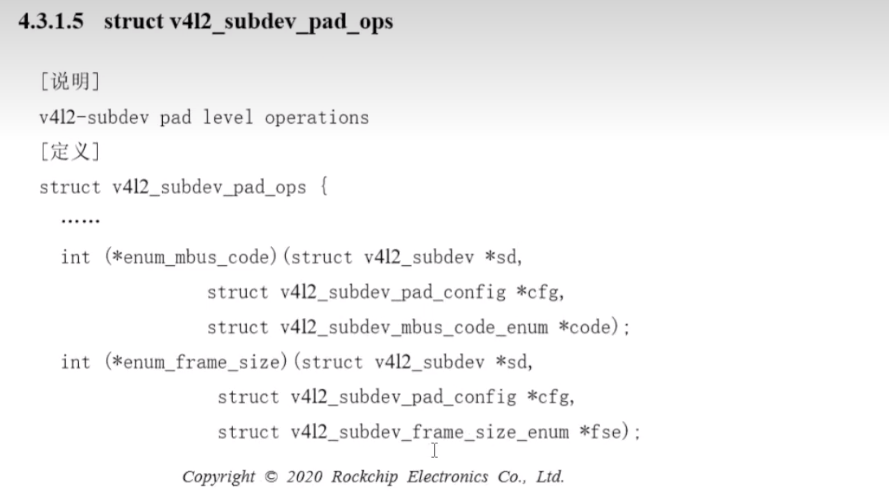 4.3.1.5 struct v4l2_subdev_pad_ops
[说明]
v4l2-subdev pad level operations
[定义]
struct v4l2_subdev_pad_ops {
……
int (*enum_mbus_code)(struct v4l2_subdev *sd,
struct v4l2_subdev_pad_config *cfg,
struct v4l2_subdev_mbus_code_enum *code);
int (*enum_frame_size)(struct v4l2_subdev *sd,
struct v4l2_subdev_pad_config *cfg,
struct v4l2_subdev_frame_size_enum *fse);
Copyright © 2020 Rockchip Electronics Co., Ltd.